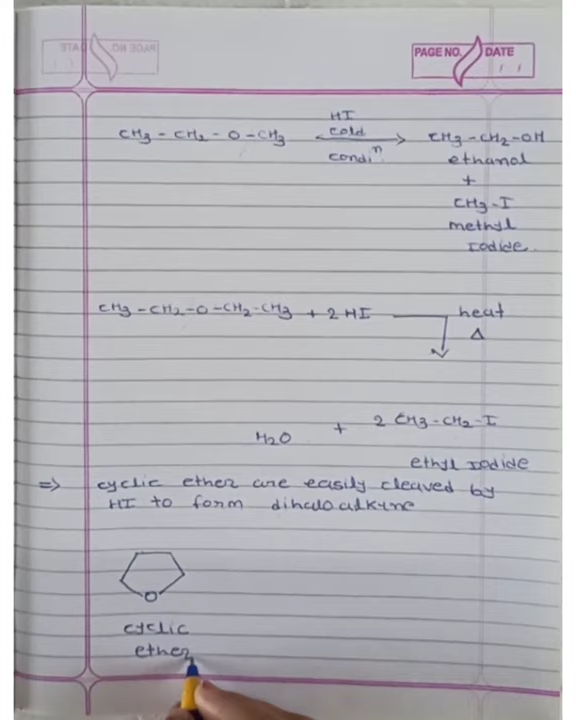 PAGE NO. DATE
HI
CH3 - CH2 - O - CH3 cold CH3 - CH2 - OH
condiⁿ ethanol
+
CH3 - I
methyl
Iodide.
CH3 - CH2 - O - CH2 - CH3 + 2 HI heat
Δ
H2O + 2 CH3 - CH2 - I
ethyl Iodide
=> cyclic ether are easily cleaved by
HI to form dihaloalkyne
O
cyclic
ether